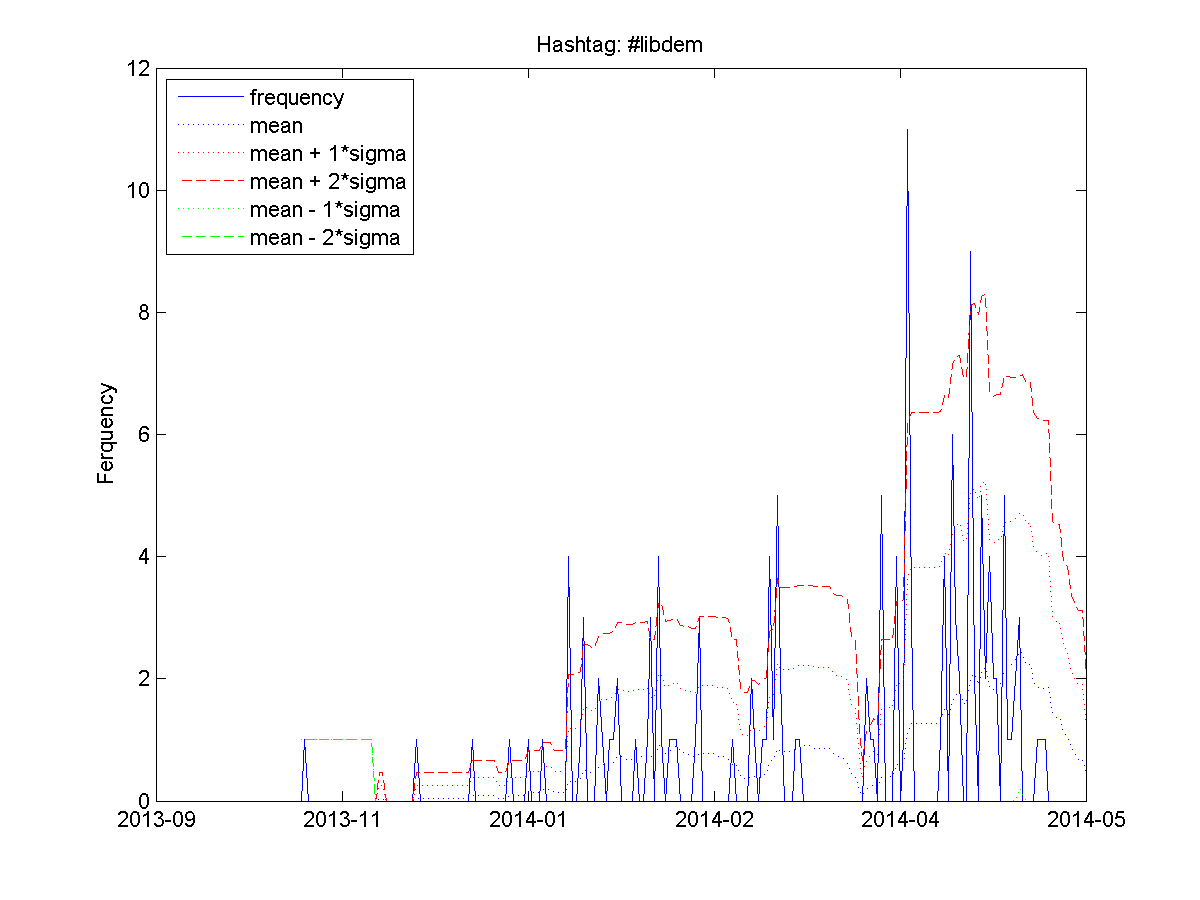 Hashtag: #libdem
12
10
8
6
4
2
0
Ferquency
frequency
mean
mean + 1*sigma
mean + 2*sigma
mean - 1*sigma
mean - 2*sigma
2013-09
2013-11
2014-01
2014-02
2014-04
2014-05